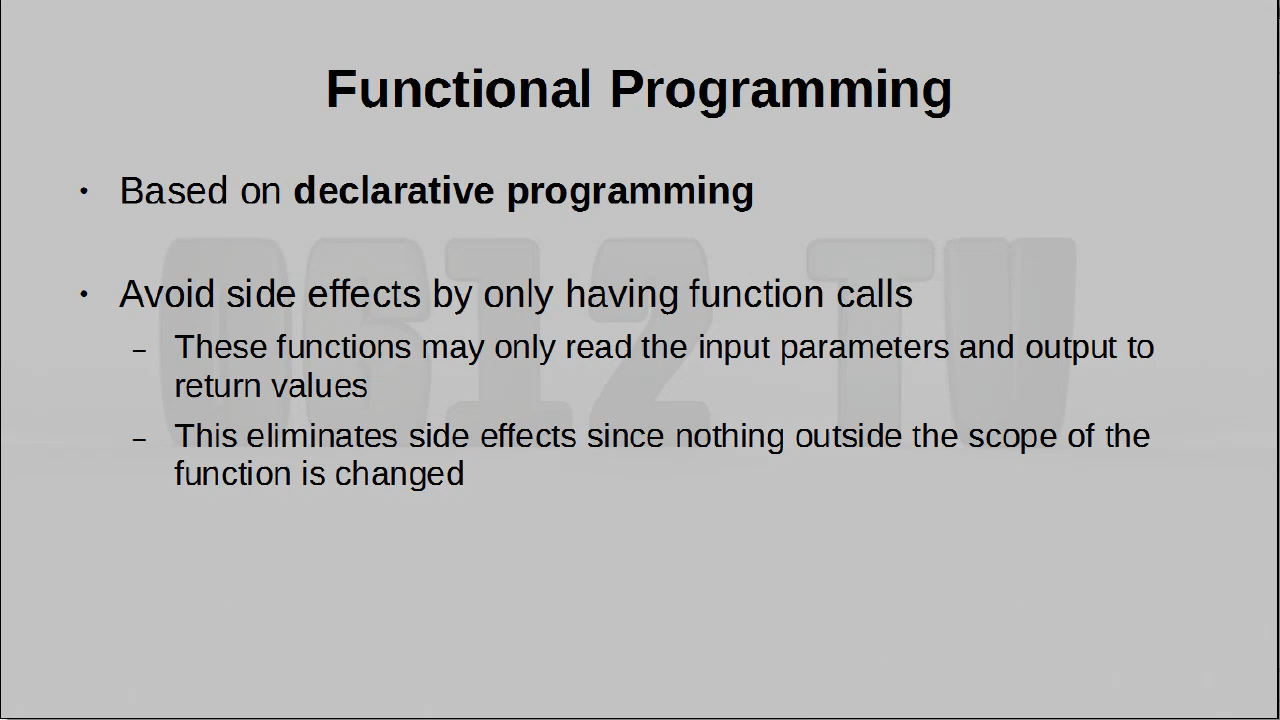 Functional Programming
• Based on declarative programming
0612 TV
• Avoid side effects by only having function calls
– These functions may only read the input parameters and output to
return values
– This eliminates side effects since nothing outside the scope of the
function is changed